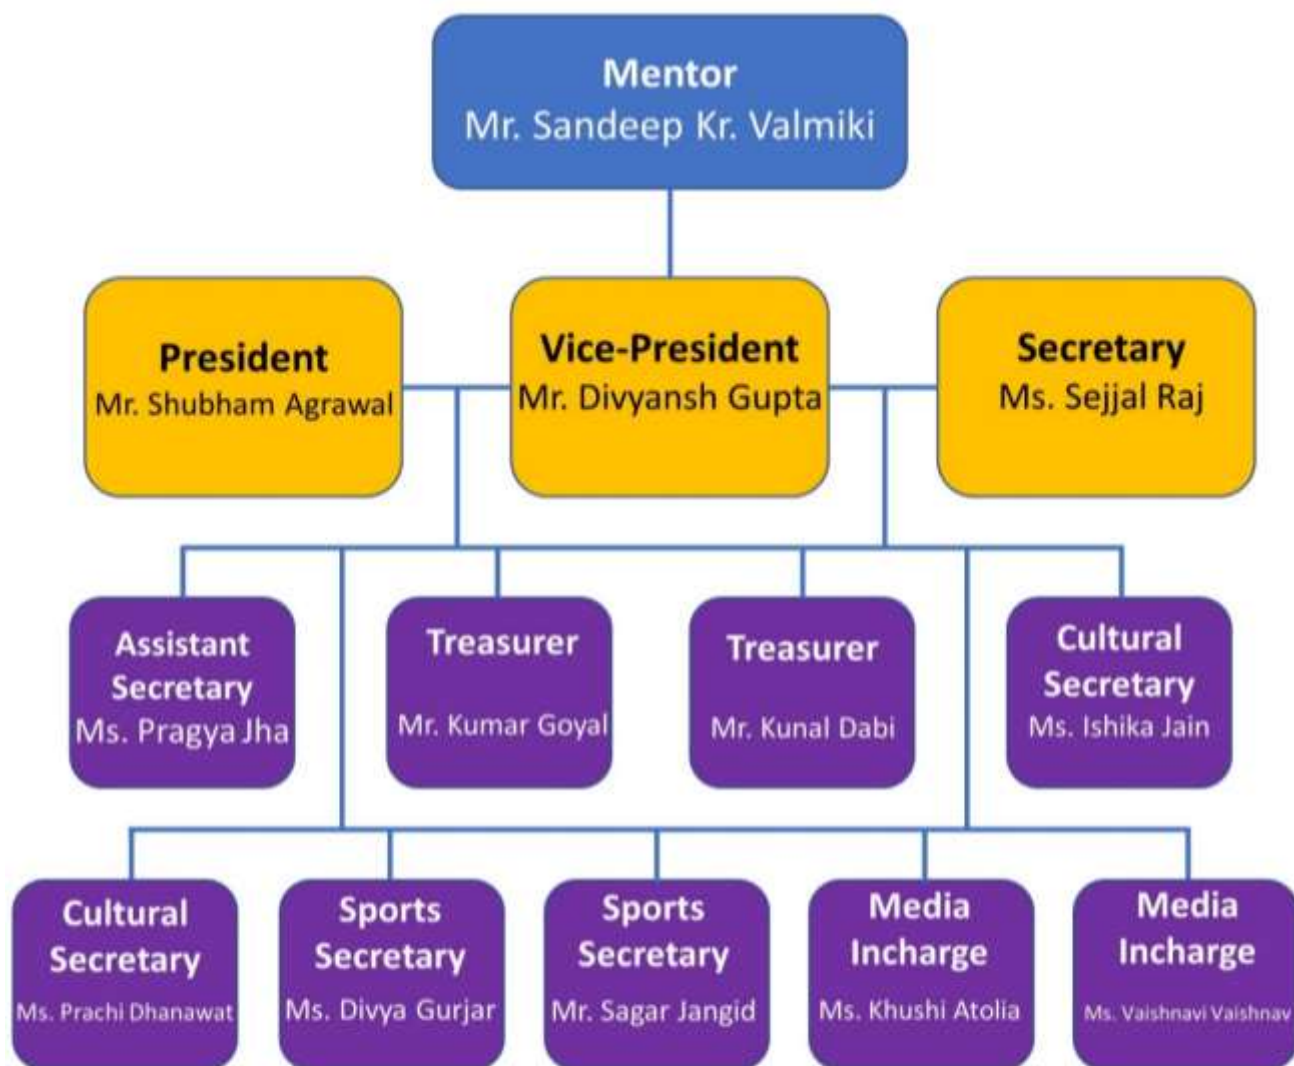 Mentor
Mr. Sandeep Kr. Valmiki
President
Mr. Shubham Agrawal
Vice-President
Mr. Divyansh Gupta
Secretary
Ms. Sejjal Raj
Assistant
Secretary
Ms. Pragya Jha
Treasurer
Mr. Kumar Goyal
Treasurer
Mr. Kunal Dabi
Cultural
Secretary
Ms. Ishika Jain
Cultural
Secretary
Ms. Prachi Dhanawat
Sports
Secretary
Ms. Divya Gurjar
Sports
Secretary
Mr. Sagar Jangid
Media
Incharge
Ms. Khushi Atolia
Media
Incharge
Ms. Vaishnavi Vaishnav